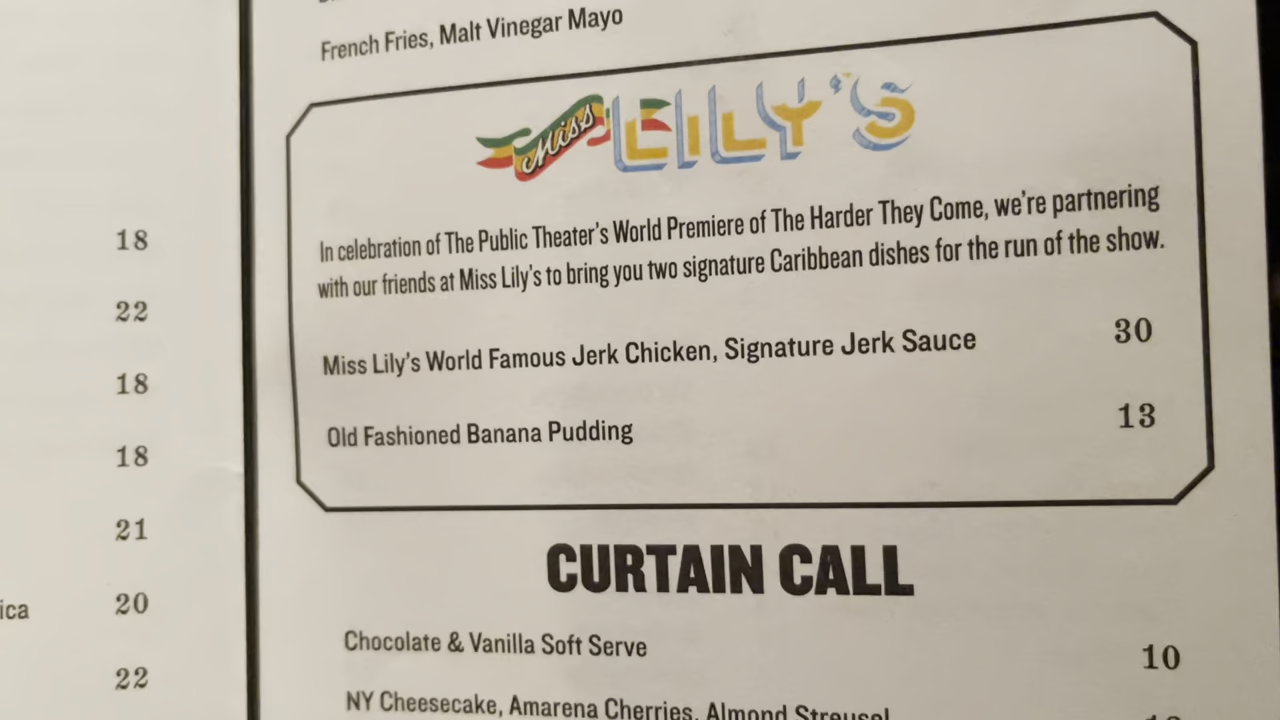 French Fries, Malt Vinegar Mayo
Miss LILY'S
In celebration of The Public Theater's World Premiere of The Harder They Come, we're partnering
with our friends at Miss Lily's to bring you two signature Caribbean dishes for the run of the show.
Miss Lily's World Famous Jerk Chicken, Signature Jerk Sauce 30
Old Fashioned Banana Pudding 13
CURTAIN CALL
Chocolate & Vanilla Soft Serve 10
NY Cheesecake, Amarena Cherries, Almond Streusel
18
22
18
18
21
ica 20
22